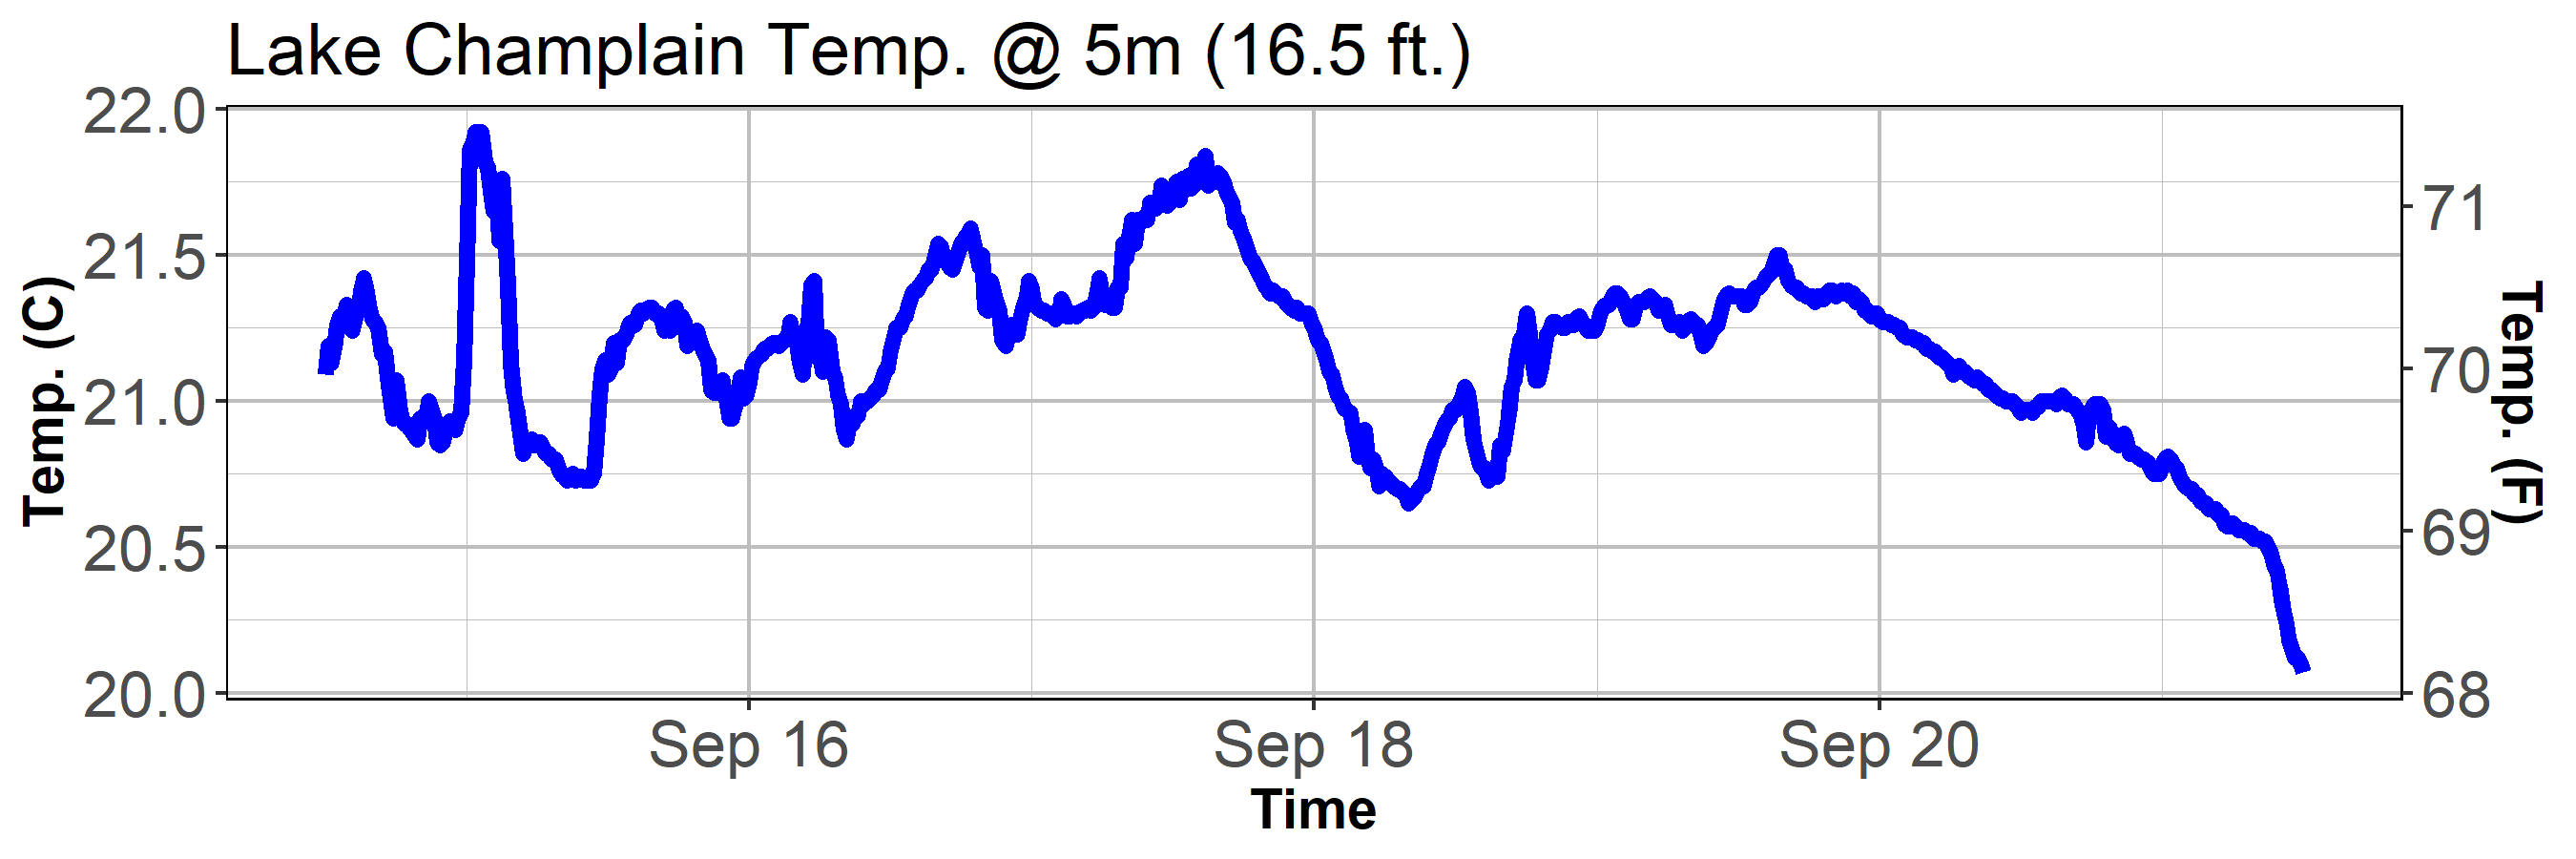 Lake Champlain Temp. @ 5m (16.5 ft.)
22.0
21.5
21.0
20.5
20.0
Temp. (C)
71
70
69
68
Temp. (F)
Sep 16 Sep 18 Sep 20
Time